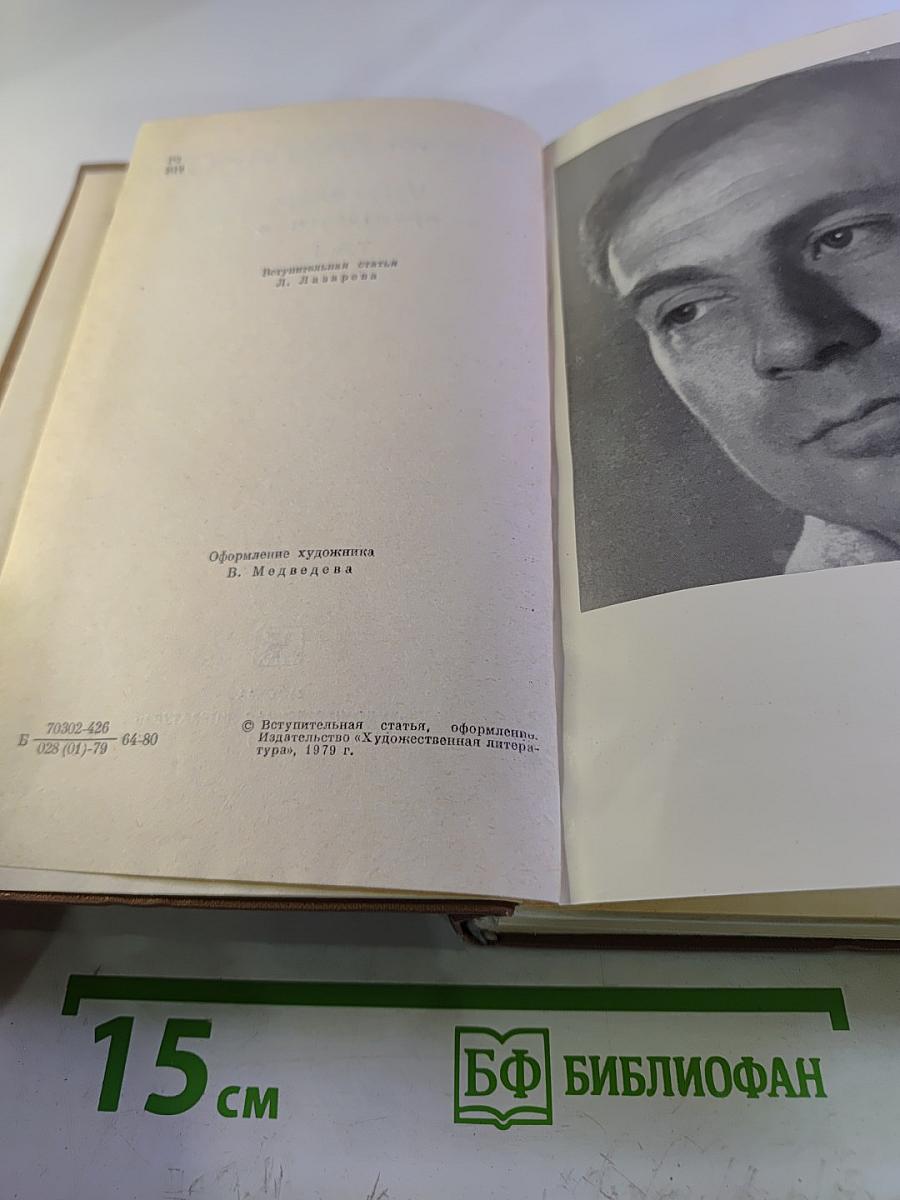 Вступительная статья
Л. Лазарева
Оформление художника
В. Медведева
Б 70302-426
028 (01)-79 64-80
© Вступительная статья, оформление.
Издательство «Художественная литера-
тура», 1979 г.
15 см
БФ БИБЛИОФАН